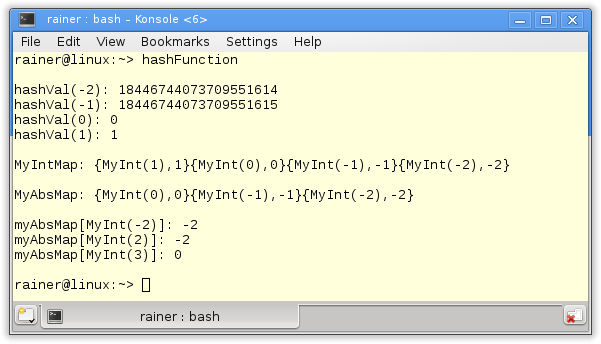 rainer : bash – Konsole <6>
File Edit View Bookmarks Settings Help
rainer@linux:~> hashFunction
hashVal(-2): 18446744073709551614
hashVal(-1): 18446744073709551615
hashVal(0): 0
hashVal(1): 1
MyIntMap: {MyInt(1),1}{MyInt(0),0}{MyInt(-1),-1}{MyInt(-2),-2}
MyAbsMap: {MyInt(0),0}{MyInt(-1),-1}{MyInt(-2),-2}
myAbsMap[MyInt(-2)]: -2
myAbsMap[MyInt(2)]: -2
myAbsMap[MyInt(3)]: 0
rainer@linux:~>
rainer : bash